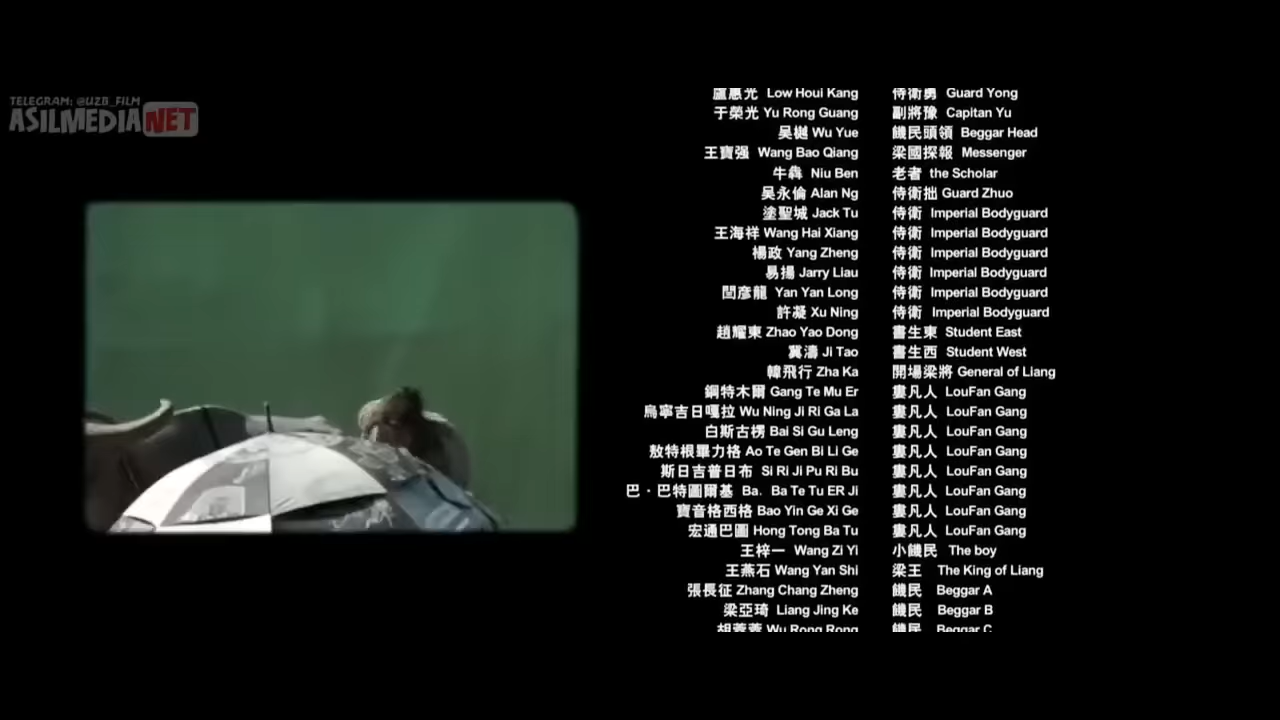 TELEGRAM: @UZB_FILM
ASILMEDIA NET
盧惠光 Low Houi Kang 侍衛勇 Guard Yong
于榮光 Yu Rong Guang 副將豫 Capitan Yu
吴樾 Wu Yue 饑民頭領 Beggar Head
王寶强 Wang Bao Qiang 梁國探報 Messenger
牛犇 Niu Ben 老者 the Scholar
吴永倫 Alan Ng 侍衛拙 Guard Zhuo
塗聖城 Jack Tu 侍衛 Imperial Bodyguard
王海祥 Wang Hai Xiang 侍衛 Imperial Bodyguard
楊政 Yang Zheng 侍衛 Imperial Bodyguard
易揚 Jarry Liau 侍衛 Imperial Bodyguard
閆彦龍 Yan Yan Long 侍衛 Imperial Bodyguard
許凝 Xu Ning 侍衛 Imperial Bodyguard
趙耀東 Zhao Yao Dong 書生東 Student East
冀濤 Ji Tao 書生西 Student West
韓飛行 Zha Ka 開場梁將 General of Liang
鋼特木爾 Gang Te Mu Er 婁凡人 LouFan Gang
烏寧吉日嘎拉 Wu Ning Ji Ri Ga La 婁凡人 LouFan Gang
白斯古楞 Bai Si Gu Leng 婁凡人 LouFan Gang
敖特根畢力格 Ao Te Gen Bi Li Ge 婁凡人 LouFan Gang
斯日吉普日布 Si Ri Ji Pu Ri Bu 婁凡人 LouFan Gang
巴·巴特圖爾基 Ba. Ba Te Tu ER Ji 婁凡人 LouFan Gang
寶音格西格 Bao Yin Ge Xi Ge 婁凡人 LouFan Gang
宏通巴圖 Hong Tong Ba Tu 婁凡人 LouFan Gang
王梓一 Wang Zi Yi 小饑民 The boy
王燕石 Wang Yan Shi 梁王 The King of Liang
張長征 Zhang Chang Zheng 饑民 Beggar A
梁亞琦 Liang Jing Ke 饑民 Beggar B
Wu Rong Rong 饑民 Beggar C